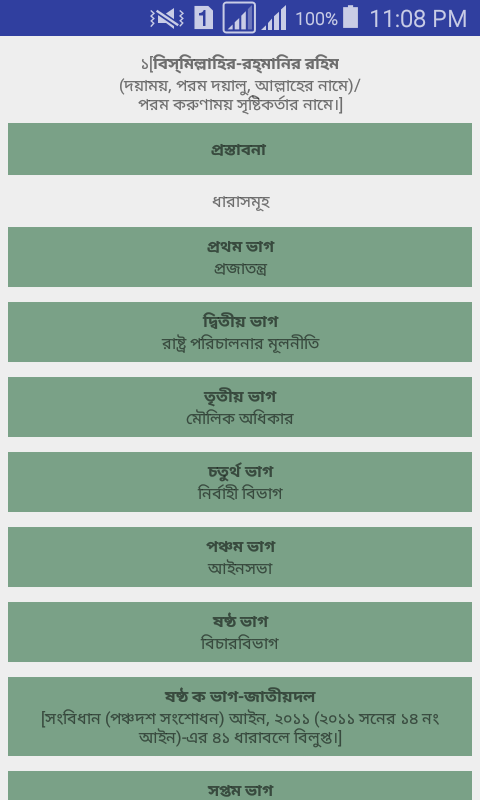 1
100%
11:08 PM
১[বিস্‌মিল্লাহির-রহ্‌মানির রহিম
(দয়াময়, পরম দয়ালু, আল্লাহের নামে)/
পরম করুণাময় সৃষ্টিকর্তার নামে।]
প্রস্তাবনা
ধারাসমূহ
প্রথম ভাগ
প্রজাতন্ত্র
দ্বিতীয় ভাগ
রাষ্ট্র পরিচালনার মূলনীতি
তৃতীয় ভাগ
মৌলিক অধিকার
চতুর্থ ভাগ
নির্বাহী বিভাগ
পঞ্চম ভাগ
আইনসভা
ষষ্ঠ ভাগ
বিচারবিভাগ
ষষ্ঠ ক ভাগ-জাতীয়দল
[সংবিধান (পঞ্চদশ সংশোধন) আইন, ২০১১ (২০১১ সনের ১৪ নং
আইন)-এর ৪১ ধারাবলে বিলুপ্ত।]
সপ্তম ভাগ